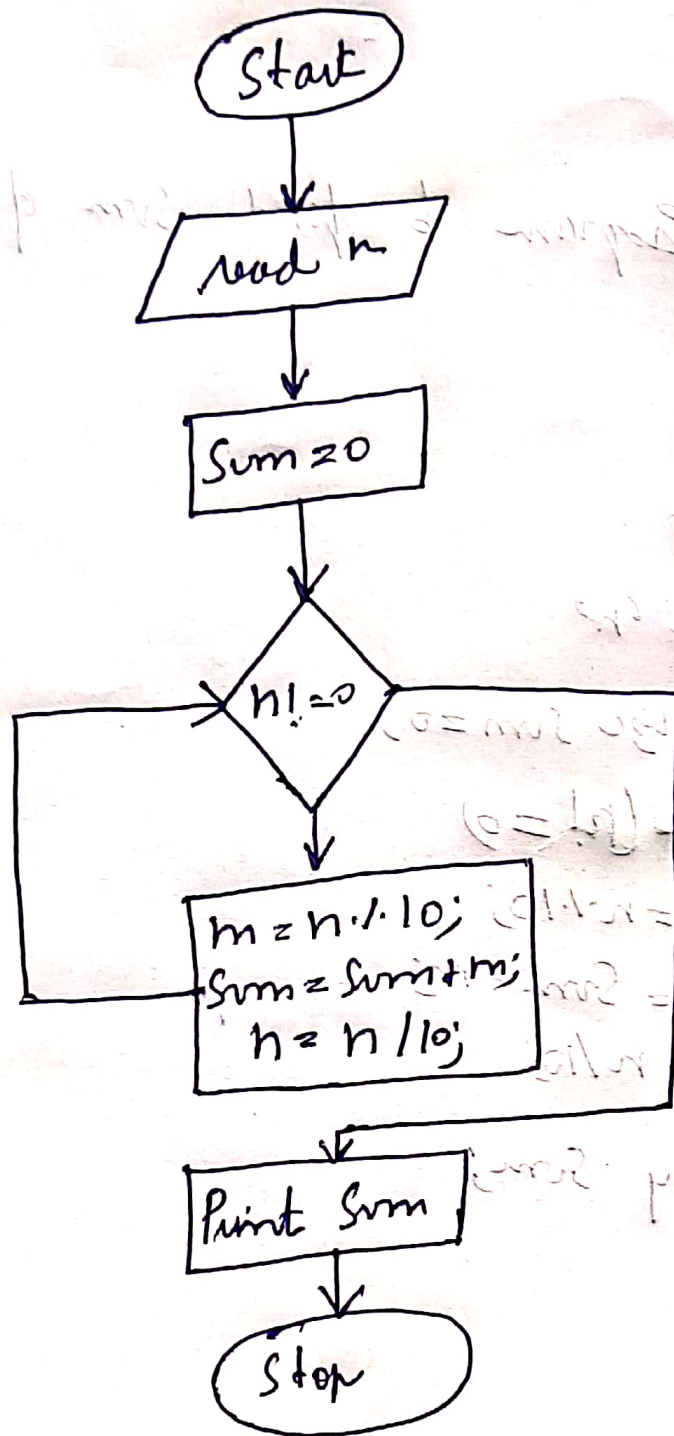 Start
read n
Sum=0
n!=0
m = n % 10;
Sum = Sum + m;
n = n / 10;
Print Sum
Stop